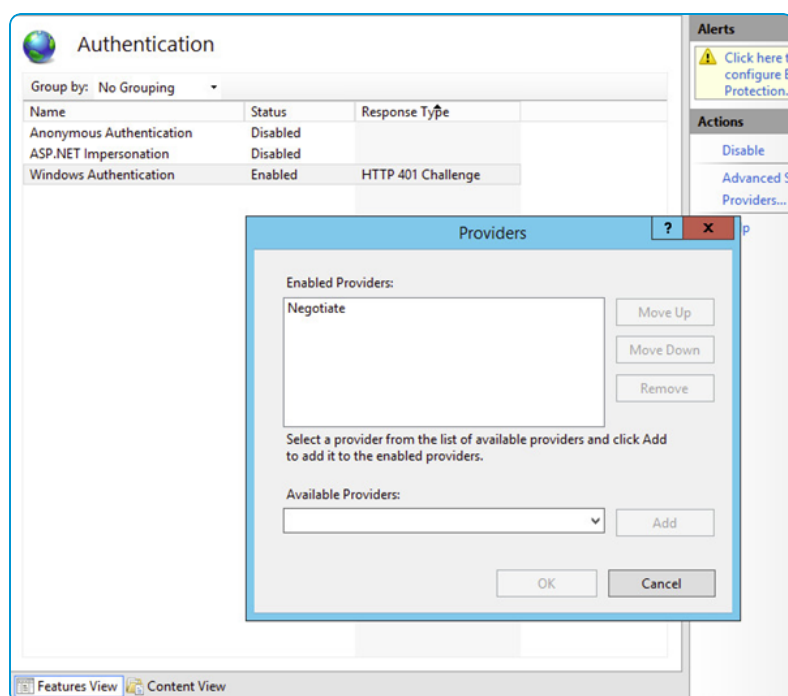 Authentication
Group by: No Grouping
Name Status Response Type
Anonymous Authentication Disabled
ASP.NET Impersonation Disabled
Windows Authentication Enabled HTTP 401 Challenge
Alerts
Click here
configure
Protection.
Actions
Disable
Advanced
Providers...
Providers
?
x
Enabled Providers:
Negotiate
Move Up
Move Down
Remove
Select a provider from the list of available providers and click Add
to add it to the enabled providers.
Available Providers:
Add
OK Cancel
Features View Content View